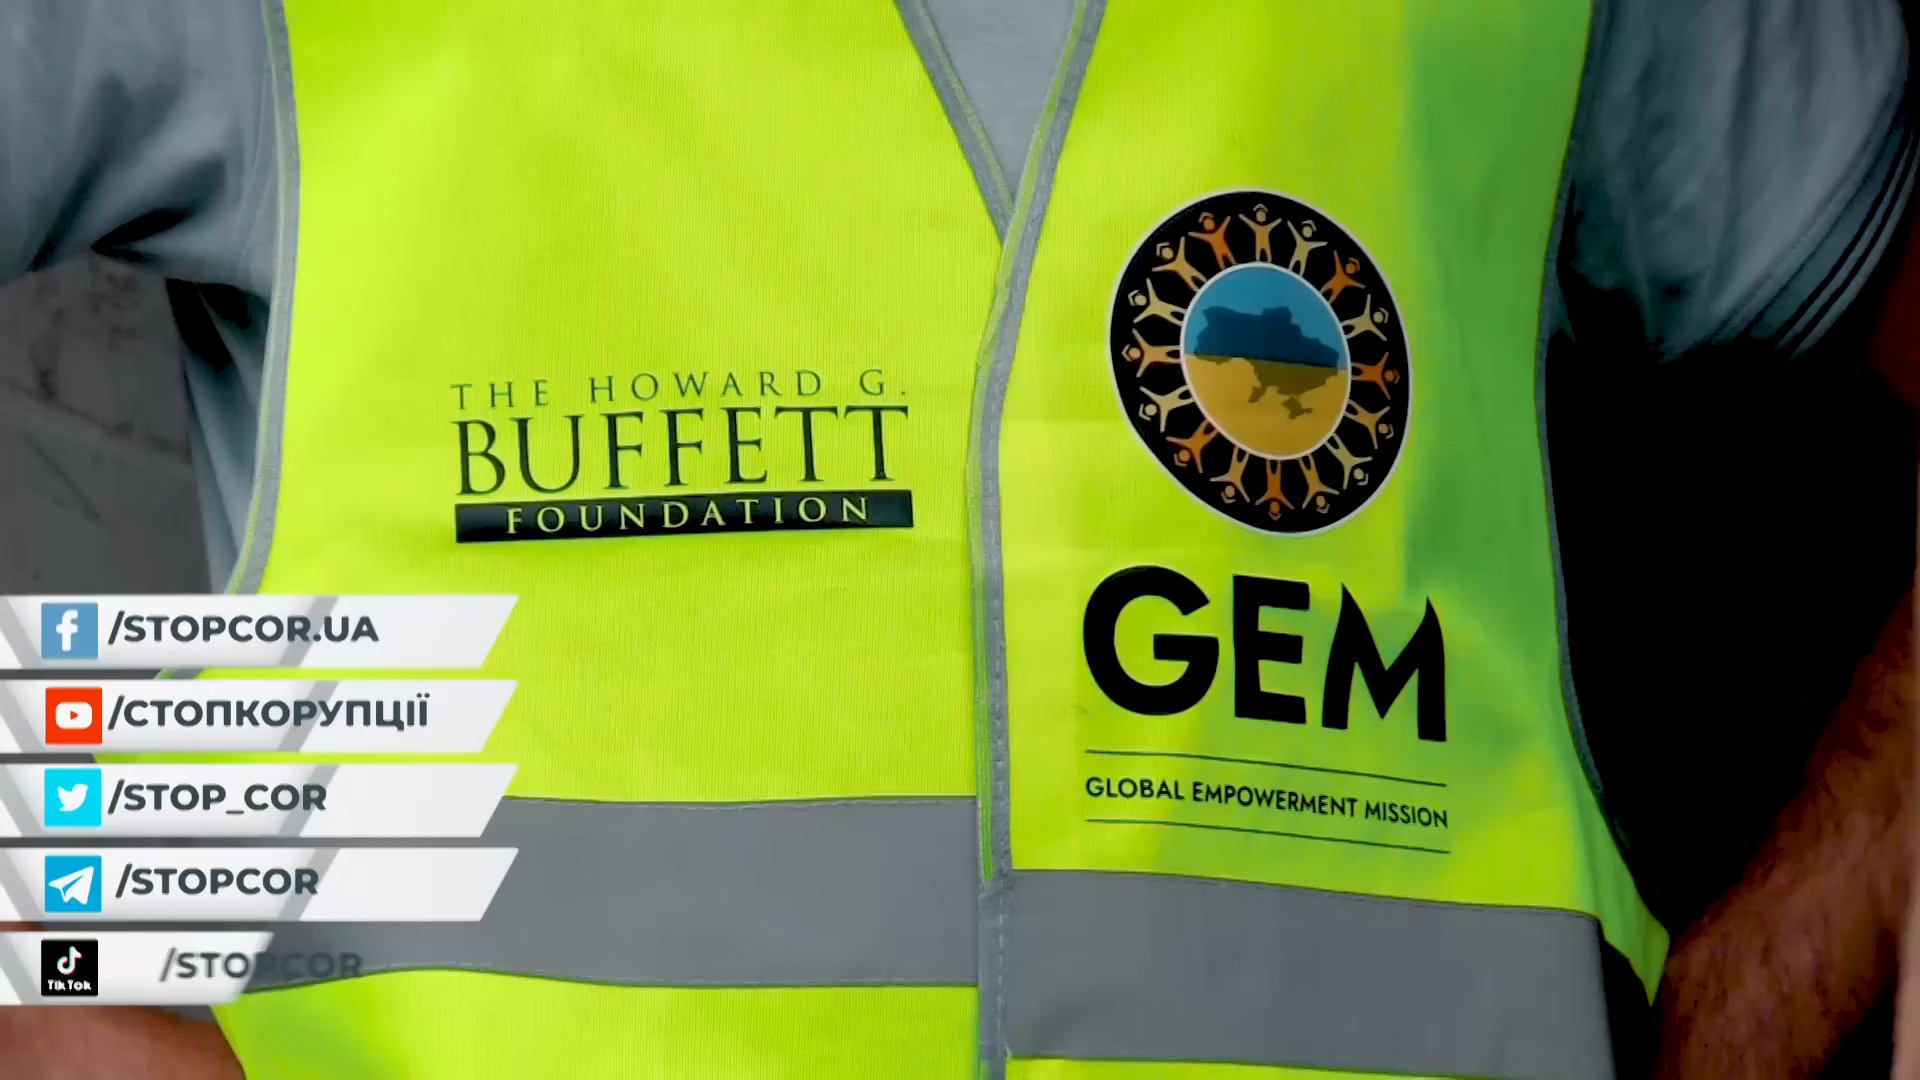 THE HOWARD G.
BUFFETT
FOUNDATION
GEM
GLOBAL EMPOWERMENT MISSION
/STOPCOR.UA
/СТОПКОРУПЦІЇ
/STOP_COR
/STOPCOR
TikTok
/STOPCOR